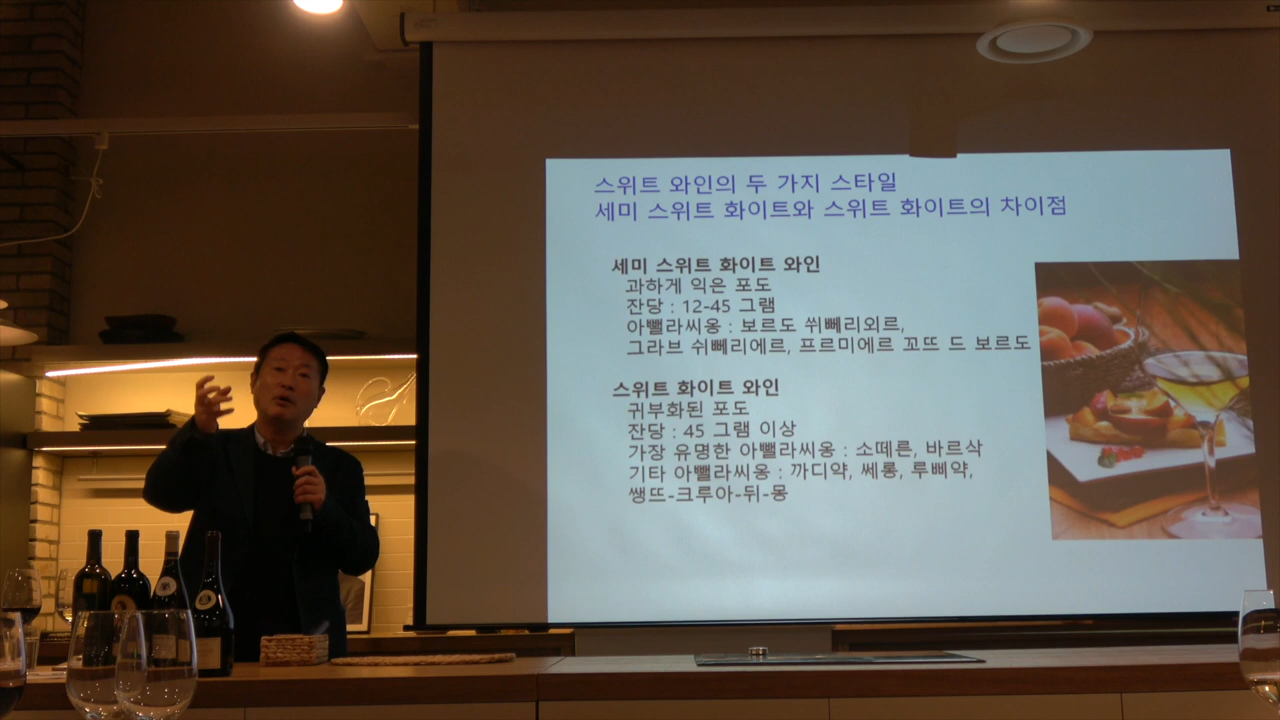 스위트 와인의 두 가지 스타일
세미 스위트 화이트와 스위트 화이트의 차이점
세미 스위트 화이트 와인
과하게 익은 포도
잔당 : 12-45 그램
아뺄라씨옹 : 보르도 쒸뻬리외르,
그라브 쉬뻬리에르, 프르미에르 꼬뜨 드 보르도
스위트 화이트 와인
귀부화된 포도
잔당 : 45 그램 이상
가장 유명한 아뺄라씨옹 : 소떼른, 바르삭
기타 아뺄라씨옹 : 까디약, 쎄롱, 루삐약,
쌩뜨-크루아-뒤-몽